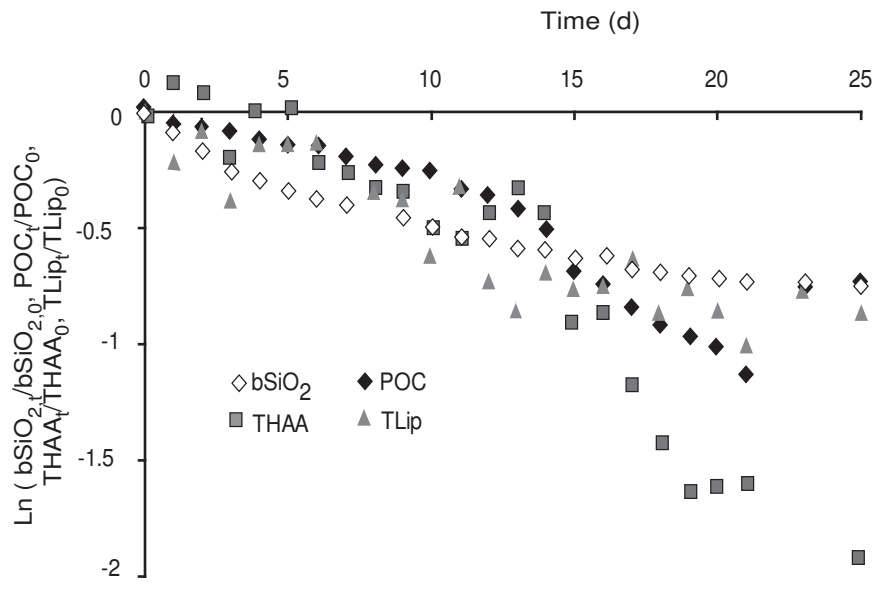 Time (d)
0 5 10 15 20 25
0
-0.5
-1
-1.5
-2
Ln ( bSiO2,t/bSiO2,0, POCt/POC0,
THAAt/THAA0, TLipt/TLip0)
bSiO2 POC
THAA TLip